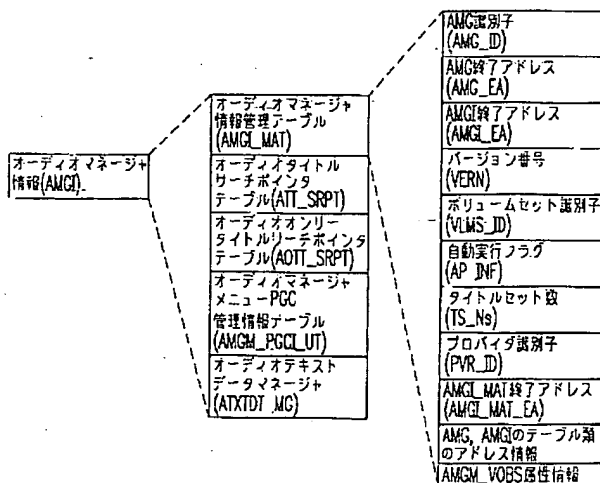 オーディオマネージャ
情報(AMGI)
オーディオマネージャ
情報管理テーブル
(AMGI_MAT)
オーディオタイトル
サーチポインタ
テーブル(ATT_SRPT)
オーディオオンリー
タイトルサーチポインタ
テーブル(AOTT_SRPT)
オーディオマネージャ
メニューPGC
管理情報テーブル
(AMGM_PGCI_UT)
オーディオテキスト
データマネージャ
(ATXTDT_MG)
AMG識別子
(AMG_ID)
AMG終了アドレス
(AMG_EA)
AMGI終了アドレス
(AMGI_EA)
バージョン番号
(VERN)
ボリュームセット識別子
(VLMS_ID)
自動実行フラグ
(AP_INF)
タイトルセット数
(TS_Ns)
プロバイダ識別子
(PVR_ID)
AMGI_MAT終了アドレス
(AMGI_MAT_EA)
AMG, AMGIのテーブル類
のアドレス情報
AMGM_VOBS属性情報